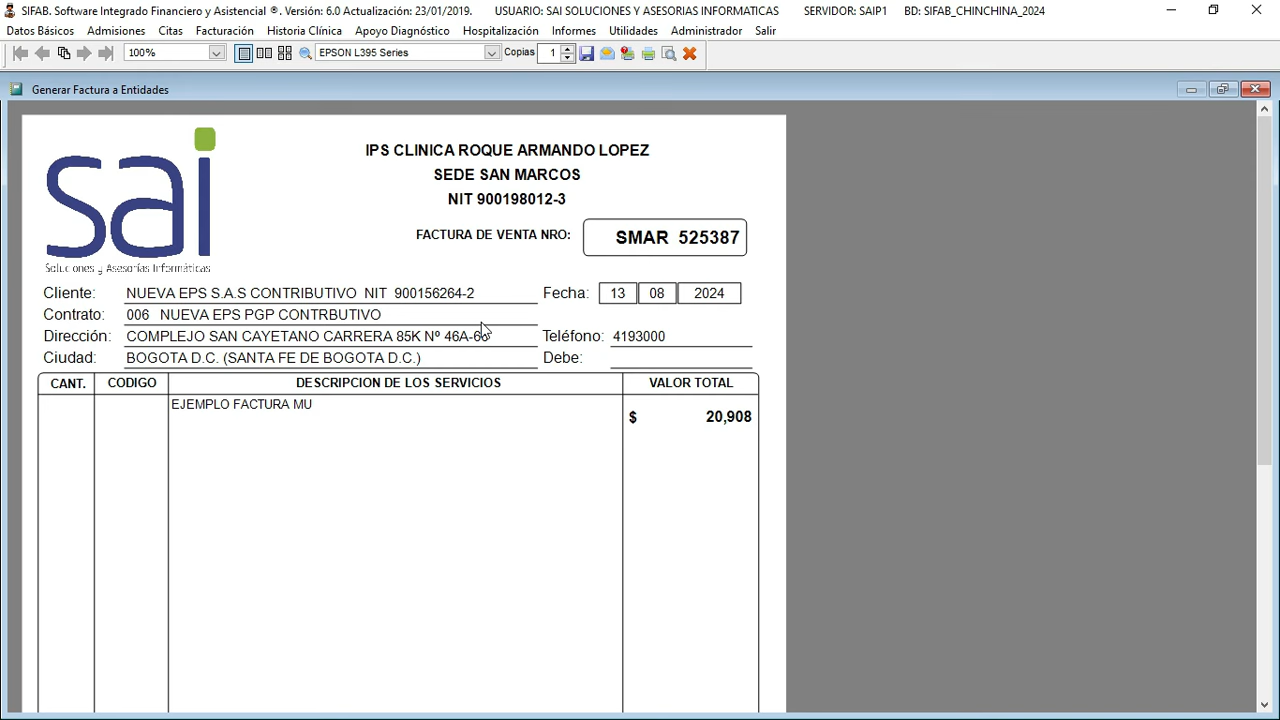 SIFAB. Software Integrado Financiero y Asistencial ®. Versión: 6.0 Actualización: 23/01/2019. USUARIO: SAI SOLUCIONES Y ASESORIAS INFORMATICAS SERVIDOR: SAIP1 BD: SIFAB_CHINCHINA_2024
Datos Básicos Admisiones Citas Facturación Historia Clínica Apoyo Diagnóstico Hospitalización Informes Utilidades Administrador Salir
100% EPSON L395 Series Copias 1
Generar Factura a Entidades
sai
Soluciones y Asesorías Informáticas
IPS CLINICA ROQUE ARMANDO LOPEZ
SEDE SAN MARCOS
NIT 900198012-3
FACTURA DE VENTA NRO: SMAR 525387
Cliente: NUEVA EPS S.A.S CONTRIBUTIVO NIT 900156264-2 Fecha: 13 08 2024
Contrato: 006 NUEVA EPS PGP CONTRBUTIVO
Dirección: COMPLEJO SAN CAYETANO CARRERA 85K Nº 46A-66 Teléfono: 4193000
Ciudad: BOGOTA D.C. (SANTA FE DE BOGOTA D.C.) Debe:
CANT. CODIGO DESCRIPCION DE LOS SERVICIOS VALOR TOTAL
EJEMPLO FACTURA MU
$ 20,908